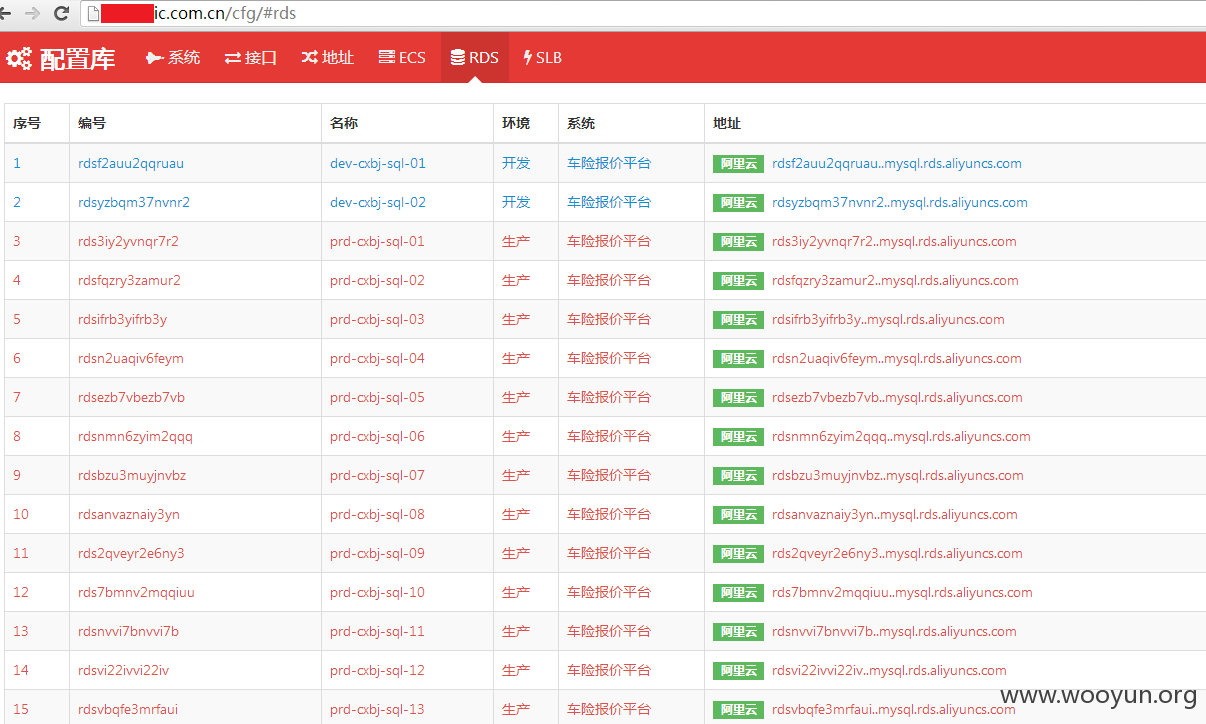 ic.com.cn/cfg/#rds
配置库 系统 接口 地址 ECS RDS SLB
序号 编号 名称 环境 系统 地址
1 rdsf2auu2qqruau dev-cxbj-sql-01 开发 车险报价平台 阿里云 rdsf2auu2qqruau..mysql.rds.aliyuncs.com
2 rdsyzbqm37nvnr2 dev-cxbj-sql-02 开发 车险报价平台 阿里云 rdsyzbqm37nvnr2..mysql.rds.aliyuncs.com
3 rds3iy2yvnqr7r2 prd-cxbj-sql-01 生产 车险报价平台 阿里云 rds3iy2yvnqr7r2..mysql.rds.aliyuncs.com
4 rdsfqzry3zamur2 prd-cxbj-sql-02 生产 车险报价平台 阿里云 rdsfqzry3zamur2..mysql.rds.aliyuncs.com
5 rdsifrb3yifrb3y prd-cxbj-sql-03 生产 车险报价平台 阿里云 rdsifrb3yifrb3y..mysql.rds.aliyuncs.com
6 rdsn2uaqiv6feym prd-cxbj-sql-04 生产 车险报价平台 阿里云 rdsn2uaqiv6feym..mysql.rds.aliyuncs.com
7 rdsezb7vbezb7vb prd-cxbj-sql-05 生产 车险报价平台 阿里云 rdsezb7vbezb7vb..mysql.rds.aliyuncs.com
8 rdsnmn6zyim2qqq prd-cxbj-sql-06 生产 车险报价平台 阿里云 rdsnmn6zyim2qqq..mysql.rds.aliyuncs.com
9 rdsbzu3muyjnvbz prd-cxbj-sql-07 生产 车险报价平台 阿里云 rdsbzu3muyjnvbz..mysql.rds.aliyuncs.com
10 rdsanvaznaiy3yn prd-cxbj-sql-08 生产 车险报价平台 阿里云 rdsanvaznaiy3yn..mysql.rds.aliyuncs.com
11 rds2qveyr2e6ny3 prd-cxbj-sql-09 生产 车险报价平台 阿里云 rds2qveyr2e6ny3..mysql.rds.aliyuncs.com
12 rds7bmnv2mqqiuu prd-cxbj-sql-10 生产 车险报价平台 阿里云 rds7bmnv2mqqiuu..mysql.rds.aliyuncs.com
13 rdsnvvi7bnvvi7b prd-cxbj-sql-11 生产 车险报价平台 阿里云 rdsnvvi7bnvvi7b..mysql.rds.aliyuncs.com
14 rdsvi22ivvi22iv prd-cxbj-sql-12 生产 车险报价平台 阿里云 rdsvi22ivvi22iv..mysql.rds.aliyuncs.com
15 rdsvbqfe3mrfaui prd-cxbj-sql-13 生产 车险报价平台 阿里云 rdsvbqfe3mrfaui..mysql.rds.aliyuncs.com
www.wooyun.org